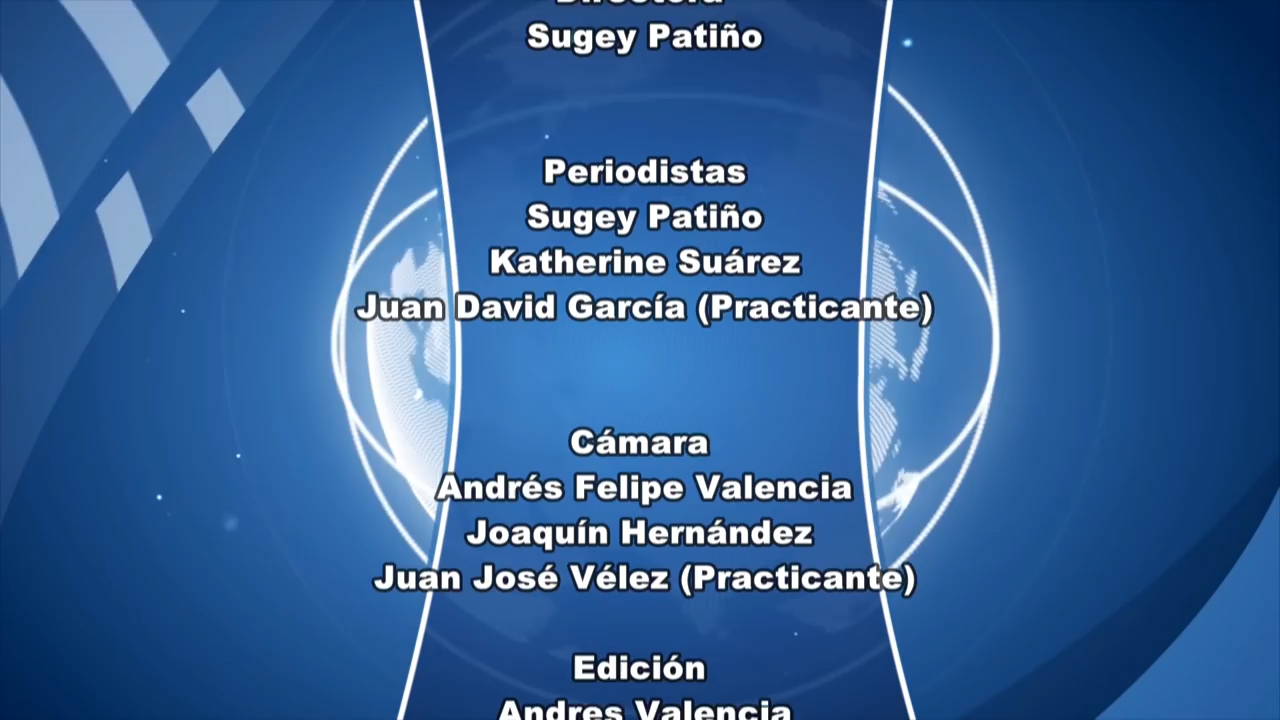 Directora
Sugey Patiño
Periodistas
Sugey Patiño
Katherine Suárez
Juan David García (Practicante)
Cámara
Andrés Felipe Valencia
Joaquín Hernández
Juan José Vélez (Practicante)
Edición
Andres Valencia